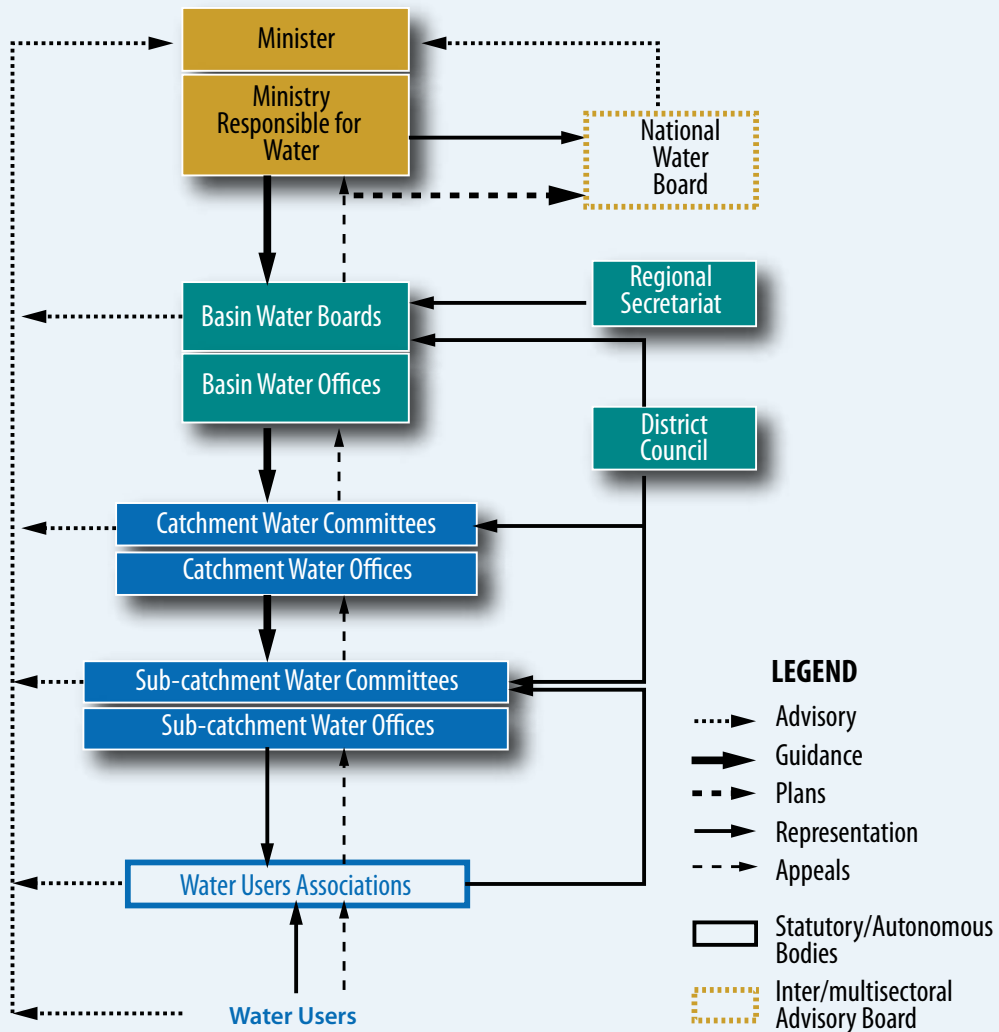 Minister
Ministry
Responsible for
Water
National
Water
Board
Basin Water Boards
Regional
Secretariat
Basin Water Offices
District
Council
Catchment Water Committees
Catchment Water Offices
Sub-catchment Water Committees
Sub-catchment Water Offices
Water Users Associations
Water Users
LEGEND
Advisory
Guidance
Plans
Representation
Appeals
Statutory/Autonomous
Bodies
Inter/multisectoral
Advisory Board